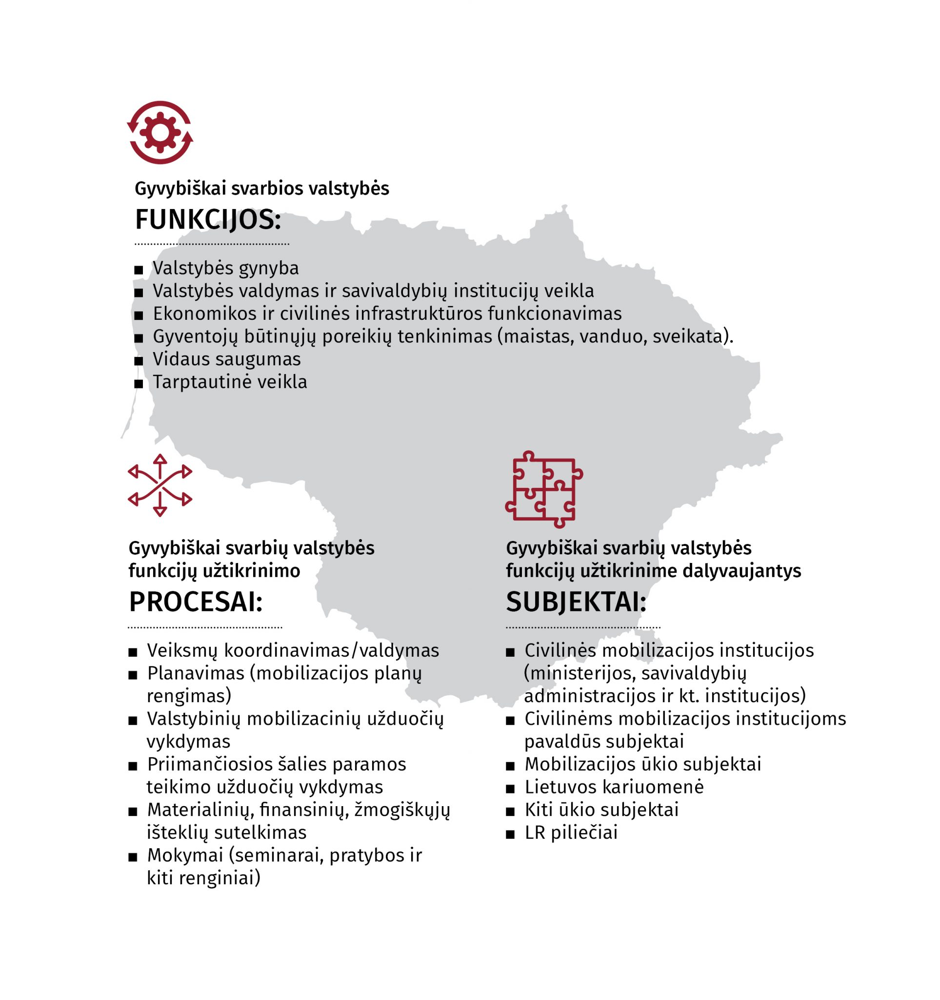 Gyvybiškai svarbios valstybės
FUNKCIJOS:
■ Valstybės gynyba
■ Valstybės valdymas ir savivaldybių institucijų veikla
■ Ekonomikos ir civilinės infrastruktūros funkcionavimas
■ Gyventojų būtinųjų poreikių tenkinimas (maistas, vanduo, sveikata).
■ Vidaus saugumas
■ Tarptautinė veikla
Gyvybiškai svarbių valstybės
funkcijų užtikrinimo
PROCESAI:
■ Veiksmų koordinavimas/valdymas
■ Planavimas (mobilizacijos planų
rengimas)
■ Valstybinių mobilizacinių užduočių
vykdymas
■ Priimančiosios šalies paramos
teikimo užduočių vykdymas
■ Materialinių, finansinių, žmogiškųjų
išteklių sutelkimas
■ Mokymai (seminarai, pratybos ir
kiti renginiai)
Gyvybiškai svarbių valstybės
funkcijų užtikrinime dalyvaujantys
SUBJEKTAI:
■ Civilinės mobilizacijos institucijos
(ministerijos, savivaldybių
administracijos ir kt. institucijos)
■ Civilinėms mobilizacijos institucijoms
pavaldūs subjektai
■ Mobilizacijos ūkio subjektai
■ Lietuvos kariuomenė
■ Kiti ūkio subjektai
■ LR piliečiai